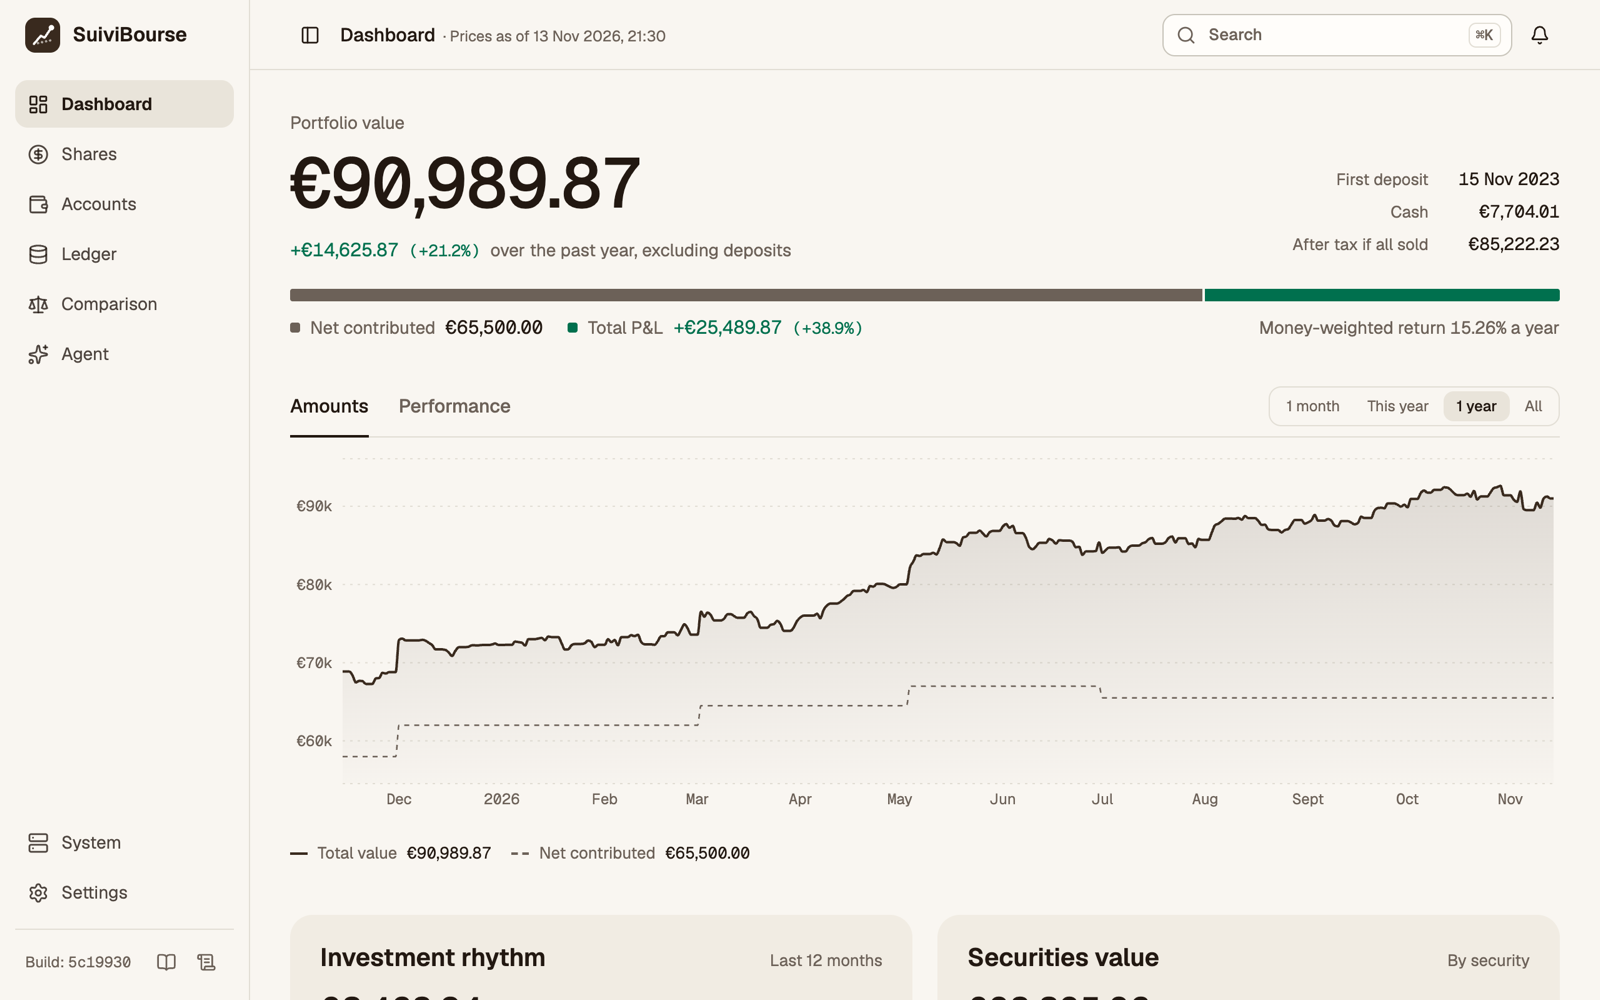 SuiviBourse
Dashboard · Prices as of 13 Nov 2026, 21:30
Search ⌘K
Dashboard
Shares
Accounts
Ledger
Comparison
Agent
System
Settings
Build: 5c19930
Portfolio value
€90,989.87
+€14,625.87 (+21.2%) over the past year, excluding deposits
First deposit 15 Nov 2023
Cash €7,704.01
After tax if all sold €85,222.23
Net contributed €65,500.00 Total P&L +€25,489.87 (+38.9%)
Money-weighted return 15.26% a year
Amounts Performance
1 month This year 1 year All
€90k
€80k
€70k
€60k
Dec 2026 Feb Mar Apr May Jun Jul Aug Sept Oct Nov
Total value €90,989.87 Net contributed €65,500.00
Investment rhythm Last 12 months
Securities value By security